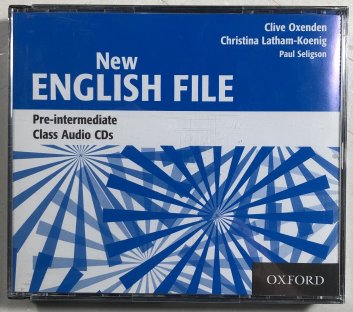 Clive Oxenden
Christina Latham-Koenig
Paul Seligson
New
ENGLISH FILE
Pre-intermediate
Class Audio CDs
OXFORD